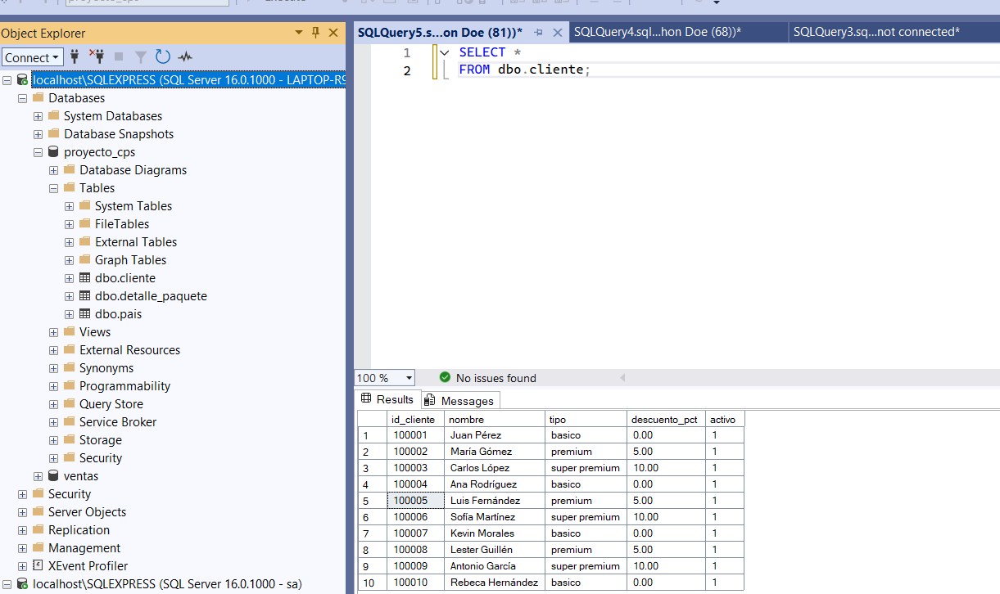 Object Explorer
Connect
localhost\SQLEXPRESS (SQL Server 16.0.1000 - LAPTOP-R9
Databases
System Databases
Database Snapshots
proyecto_cps
Database Diagrams
Tables
System Tables
FileTables
External Tables
Graph Tables
dbo.cliente
dbo.detalle_paquete
dbo.pais
Views
External Resources
Synonyms
Programmability
Query Store
Service Broker
Storage
Security
ventas
Security
Server Objects
Replication
Management
XEvent Profiler
localhost\SQLEXPRESS (SQL Server 16.0.1000 - sa)
SQLQuery5.s...on Doe (81))* SQLQuery4.sql...hon Doe (68))* SQLQuery3.sq...not connected*
1 SELECT *
2 FROM dbo.cliente;
100 % No issues found
Results Messages
id_cliente nombre tipo descuento_pct activo
1 100001 Juan Pérez basico 0.00 1
2 100002 María Gómez premium 5.00 1
3 100003 Carlos López super premium 10.00 1
4 100004 Ana Rodríguez basico 0.00 1
5 100005 Luis Fernández premium 5.00 1
6 100006 Sofía Martínez super premium 10.00 1
7 100007 Kevin Morales basico 0.00 1
8 100008 Lester Guillén premium 5.00 1
9 100009 Antonio García super premium 10.00 1
10 100010 Rebeca Hernández basico 0.00 1